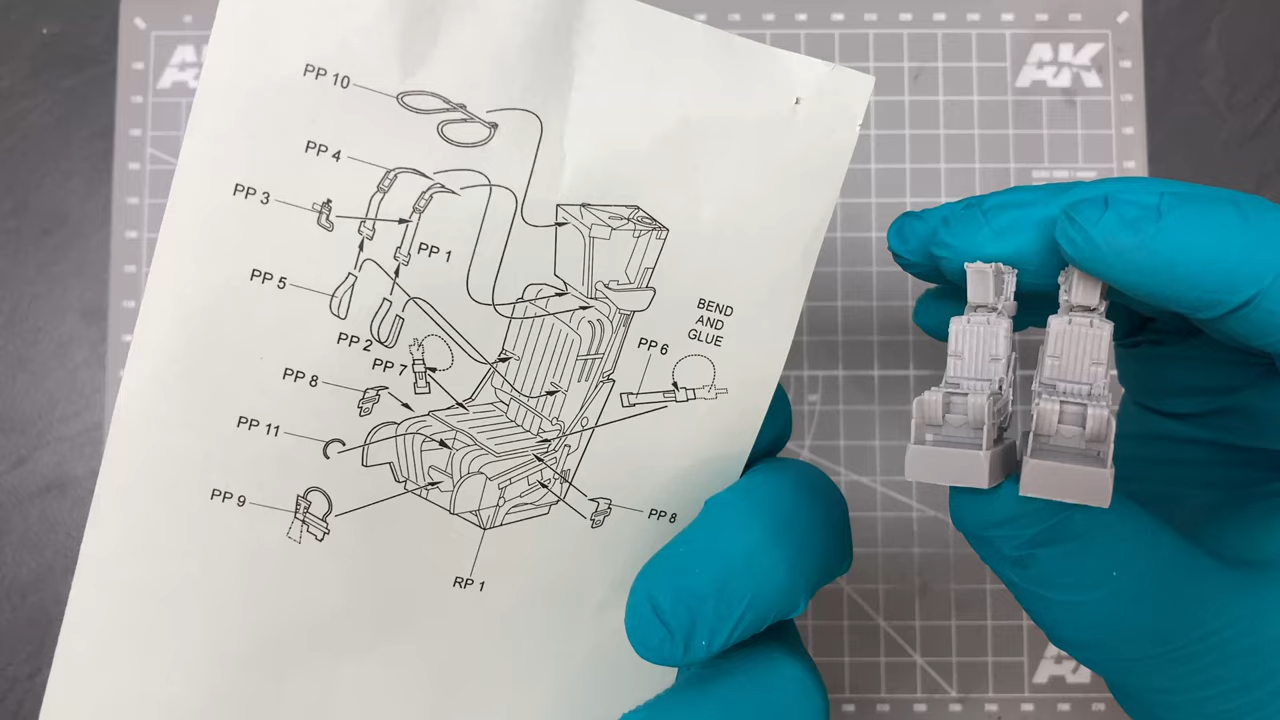 AK
AK
PP 10
PP 4
PP 3
PP 1
PP 5
BEND
AND
GLUE
PP 2
PP 6
PP 7
PP 8
PP 11
PP 9
PP 8
RP 1
AK